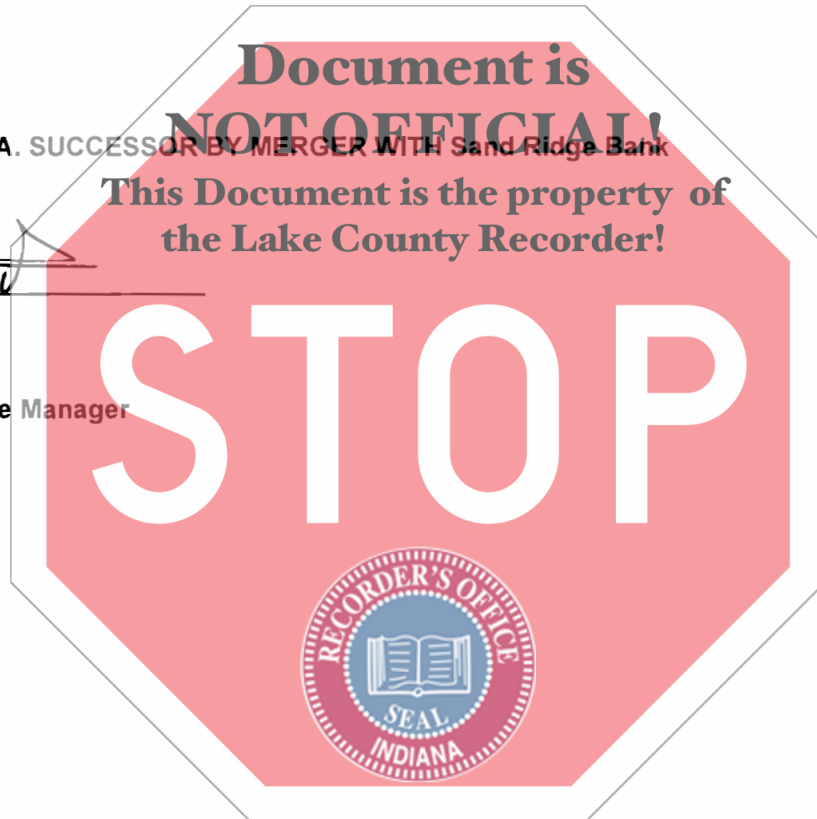 Document is
NOT OFFICIAL!
A. SUCCESSOR BY MERGER WITH Sand Ridge Bank
This Document is the property of
the Lake County Recorder!
STOP
e Manager
RECORDER'S OFFICE
SEAL
INDIANA